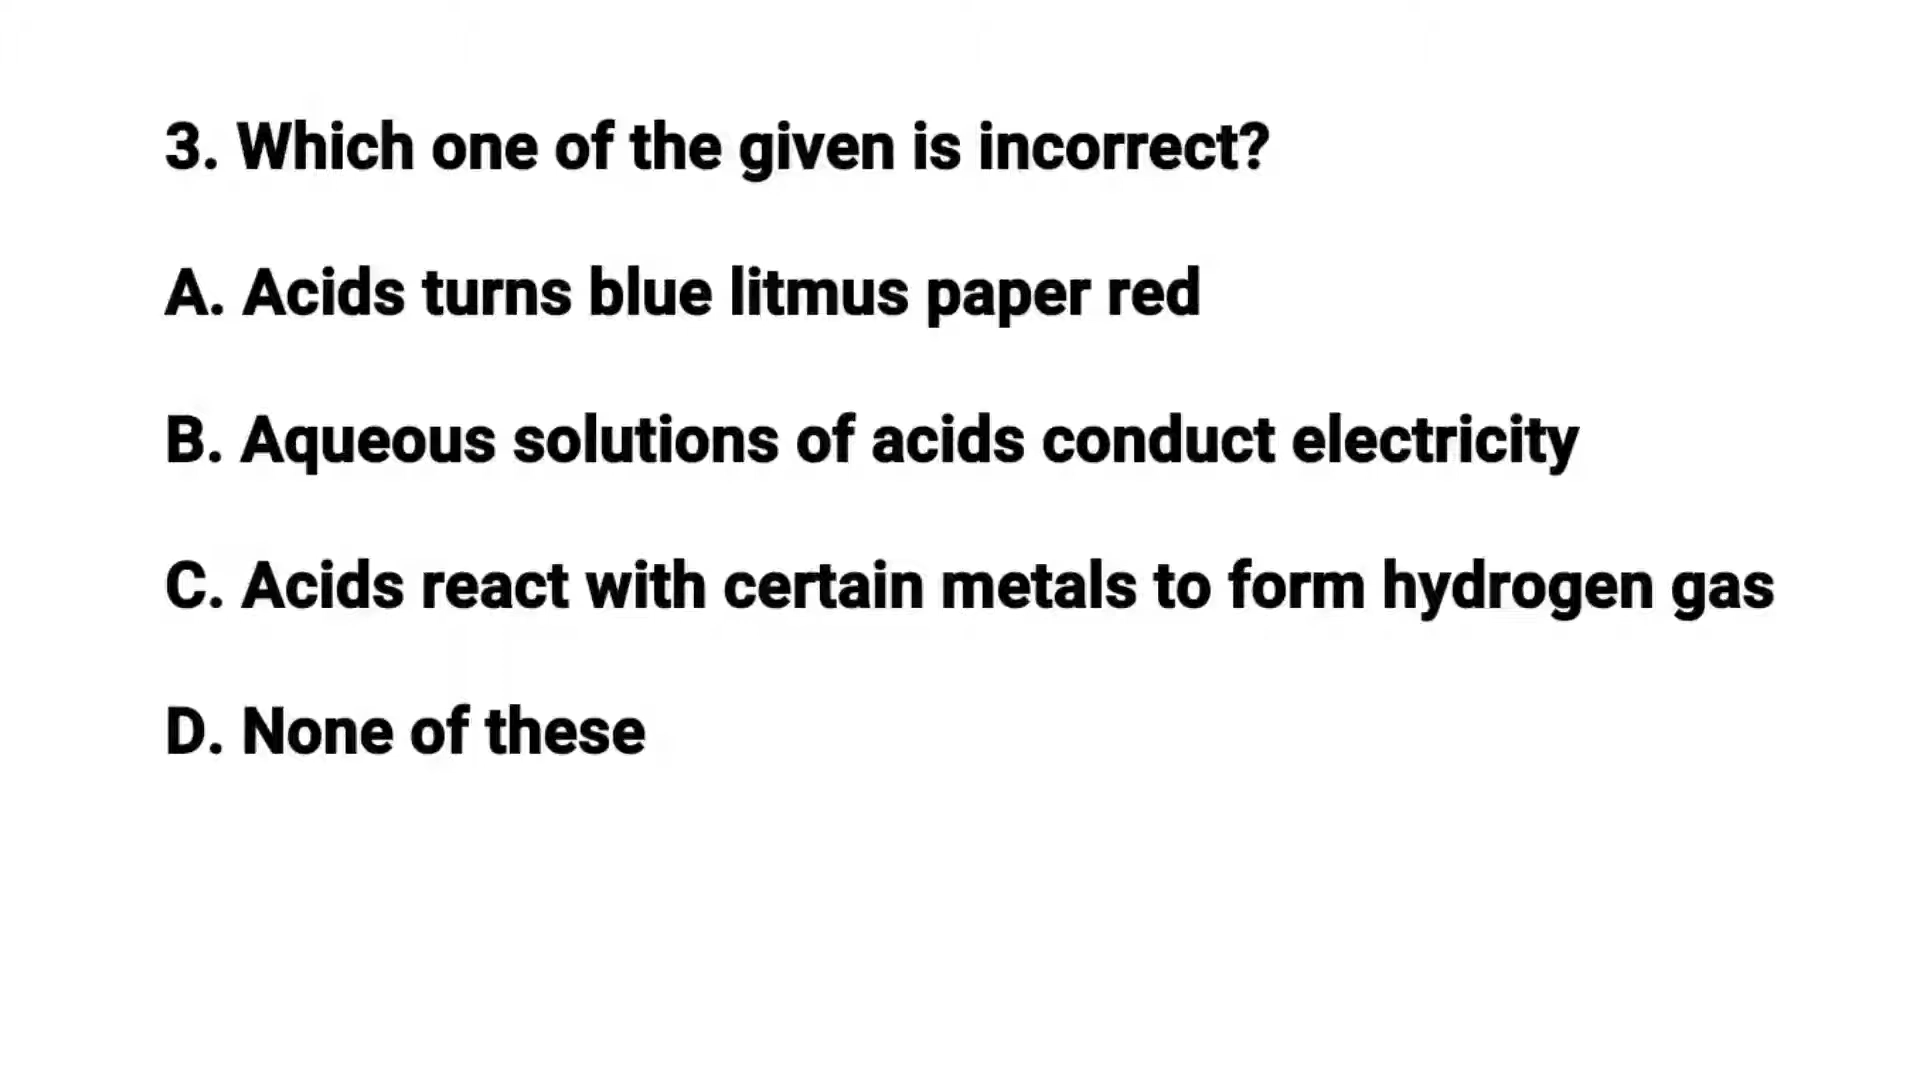 3. Which one of the given is incorrect?
A. Acids turns blue litmus paper red
B. Aqueous solutions of acids conduct electricity
C. Acids react with certain metals to form hydrogen gas
D. None of these